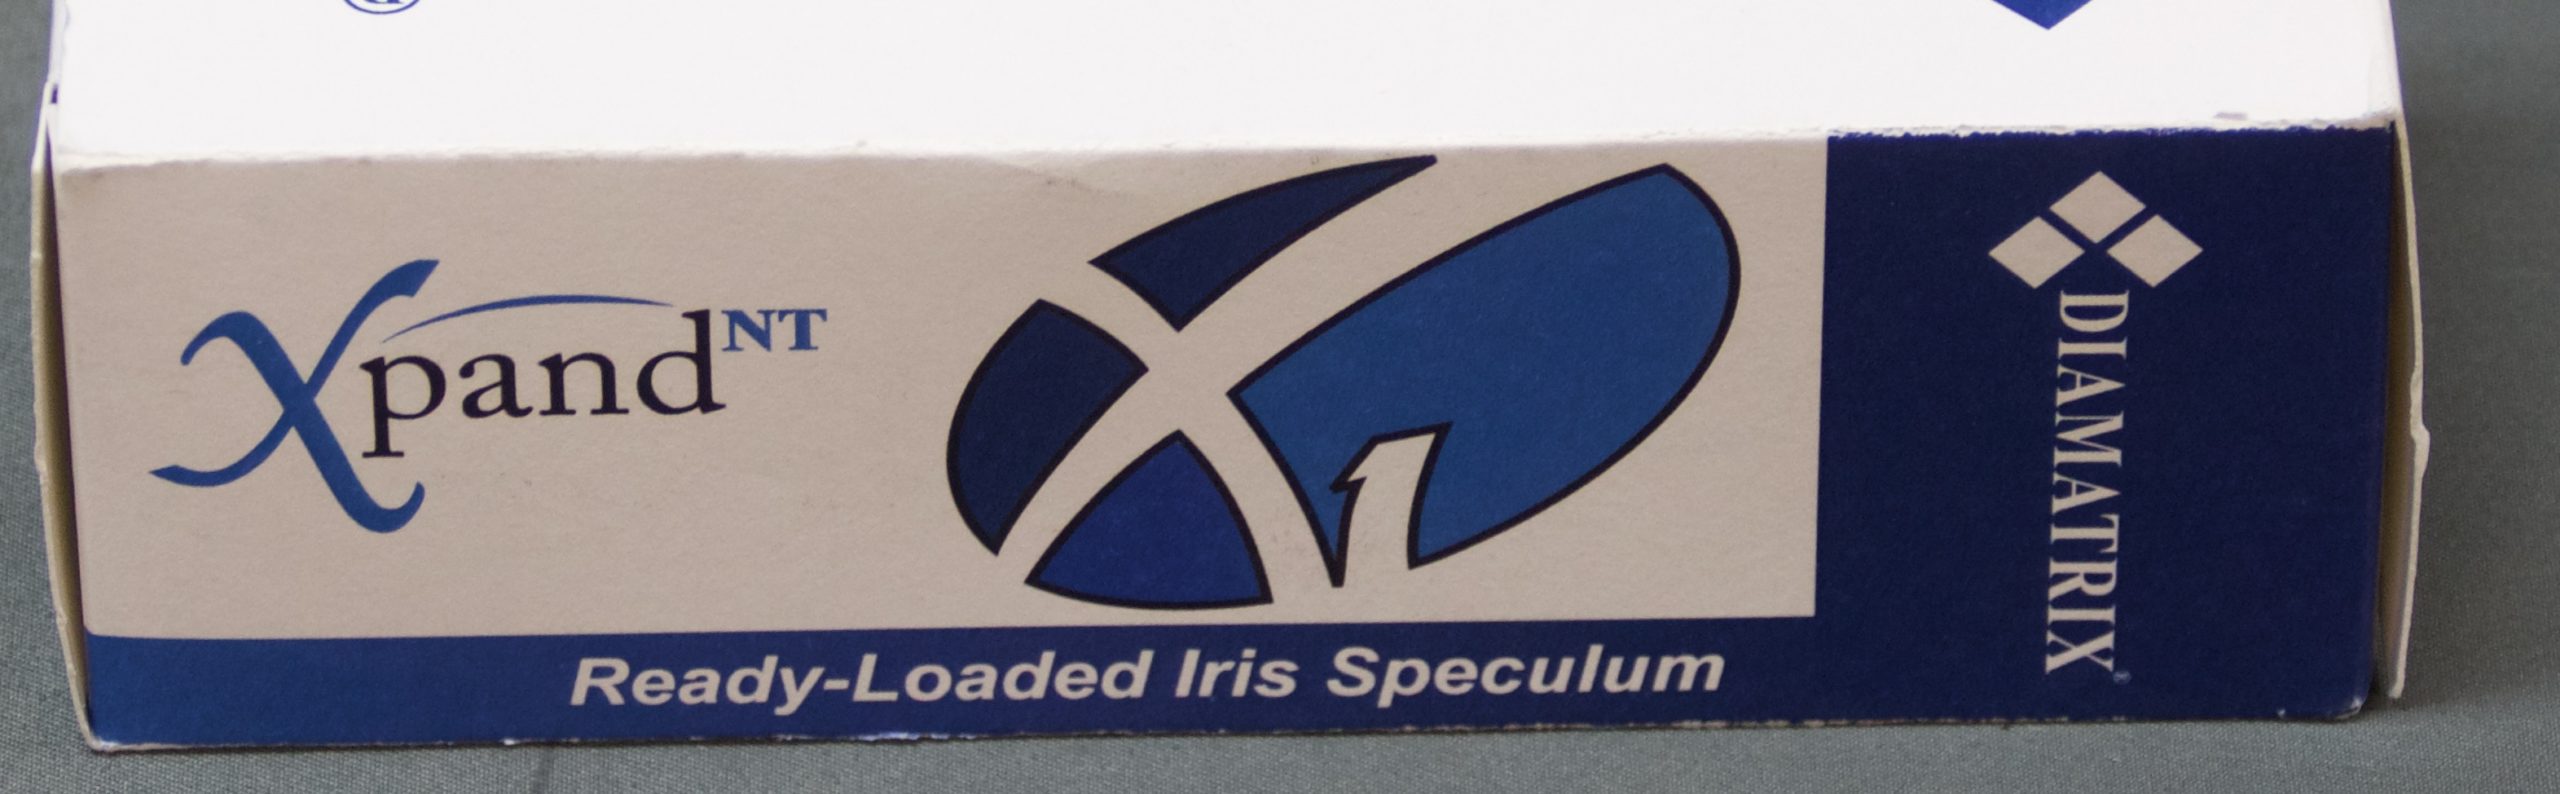 XpandNT
Ready-Loaded Iris Speculum
DIAMATRIX®